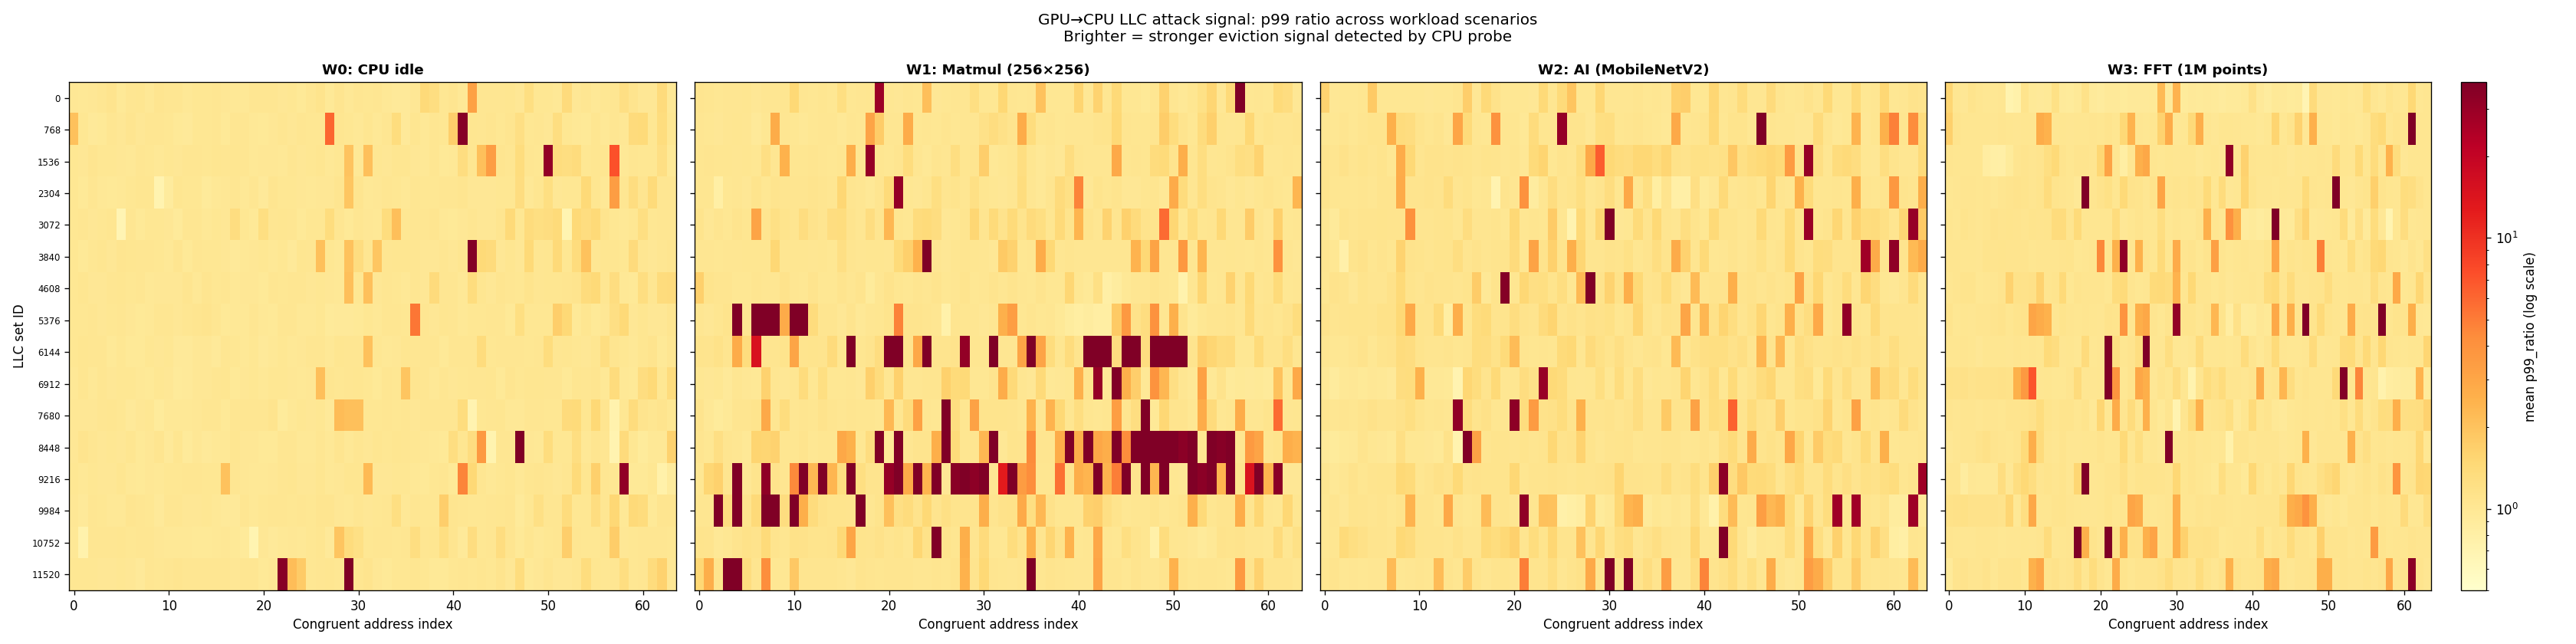 GPU→CPU LLC attack signal: p99 ratio across workload scenarios
Brighter = stronger eviction signal detected by CPU probe
W0: CPU idle
W1: Matmul (256×256)
W2: AI (MobileNetV2)
W3: FFT (1M points)
LLC set ID
0
768
1536
2304
3072
3840
4608
5376
6144
6912
7680
8448
9216
9984
10752
11520
0 10 20 30 40 50 60
Congruent address index
0 10 20 30 40 50 60
Congruent address index
0 10 20 30 40 50 60
Congruent address index
0 10 20 30 40 50 60
Congruent address index
10¹
10⁰
mean p99_ratio (log scale)